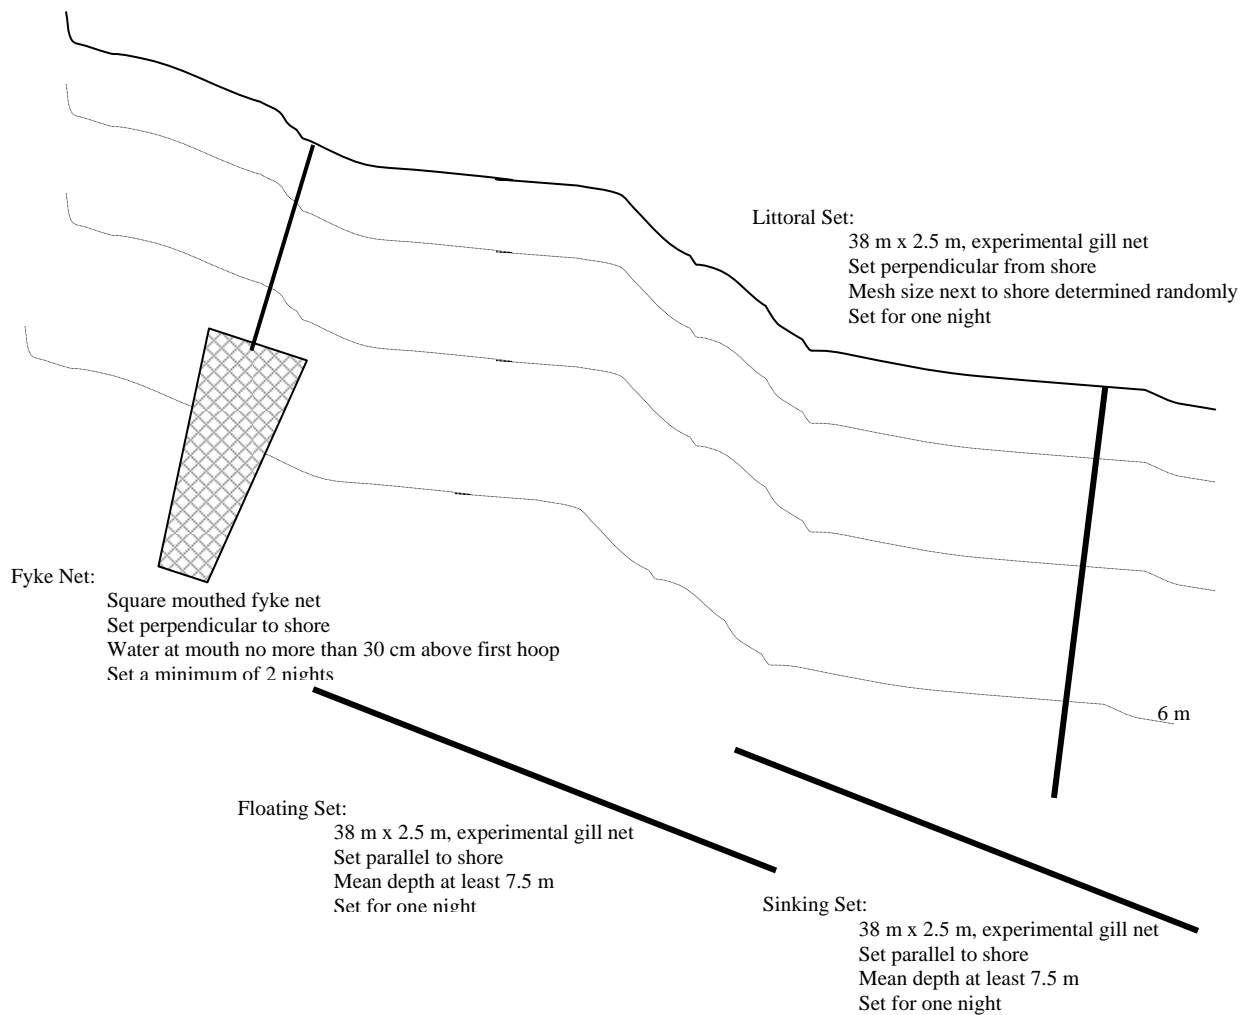 Littoral Set:
38 m x 2.5 m, experimental gill net
Set perpendicular from shore
Mesh size next to shore determined randomly
Set for one night
Fyke Net:
Square mouthed fyke net
Set perpendicular to shore
Water at mouth no more than 30 cm above first hoop
Set a minimum of 2 nights
6 m
Floating Set:
38 m x 2.5 m, experimental gill net
Set parallel to shore
Mean depth at least 7.5 m
Set for one night
Sinking Set:
38 m x 2.5 m, experimental gill net
Set parallel to shore
Mean depth at least 7.5 m
Set for one night